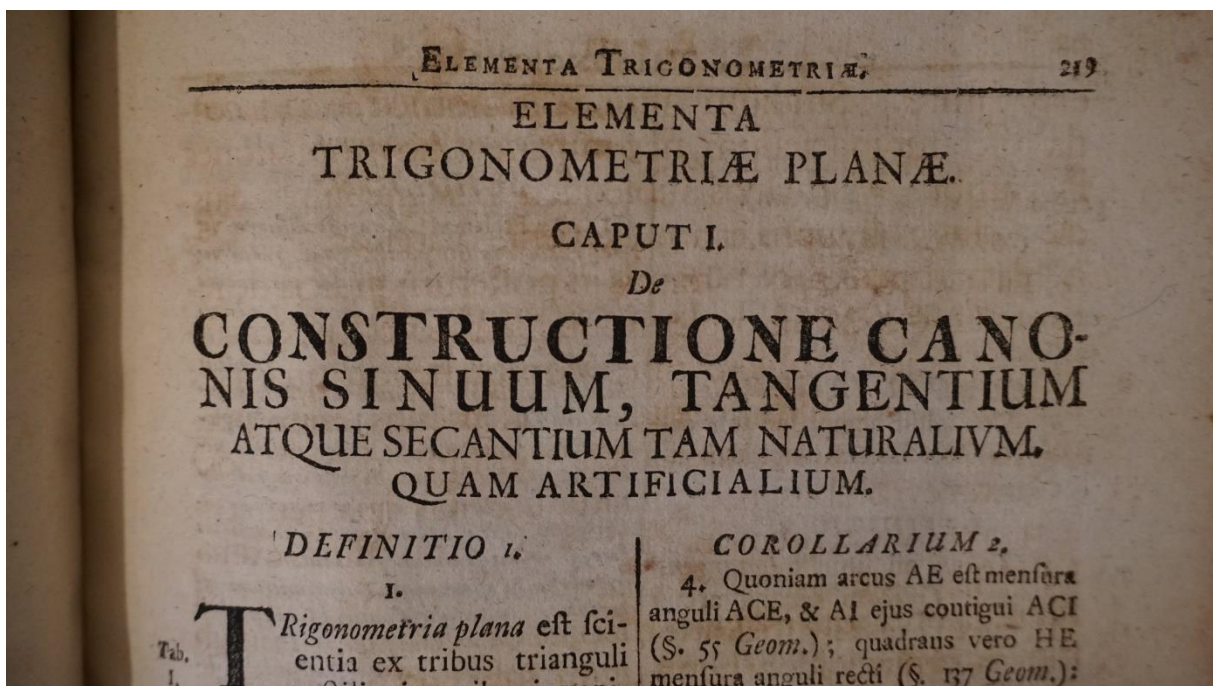 ELEMENTA TRIGONOMETRIÆ. 219
ELEMENTA
TRIGONOMETRIÆ PLANÆ.
CAPUT I.
De
CONSTRUCTIONE CANO-
NIS SINUUM, TANGENTIUM
ATQUE SECANTIUM TAM NATURALIVM.
QUAM ARTIFICIALIUM.
DEFINITIO 1.
I.
Tab.
I.
TRigonometria plana eſt ſci-
entia ex tribus trianguli
COROLLARIUM 2.
4. Quoniam arcus AE eſt menſura
anguli ACE, & AI ejus contigui ACI
(§. 55 Geom.); quadrans vero HE
menſura anguli recti (§. 137 Geom.):